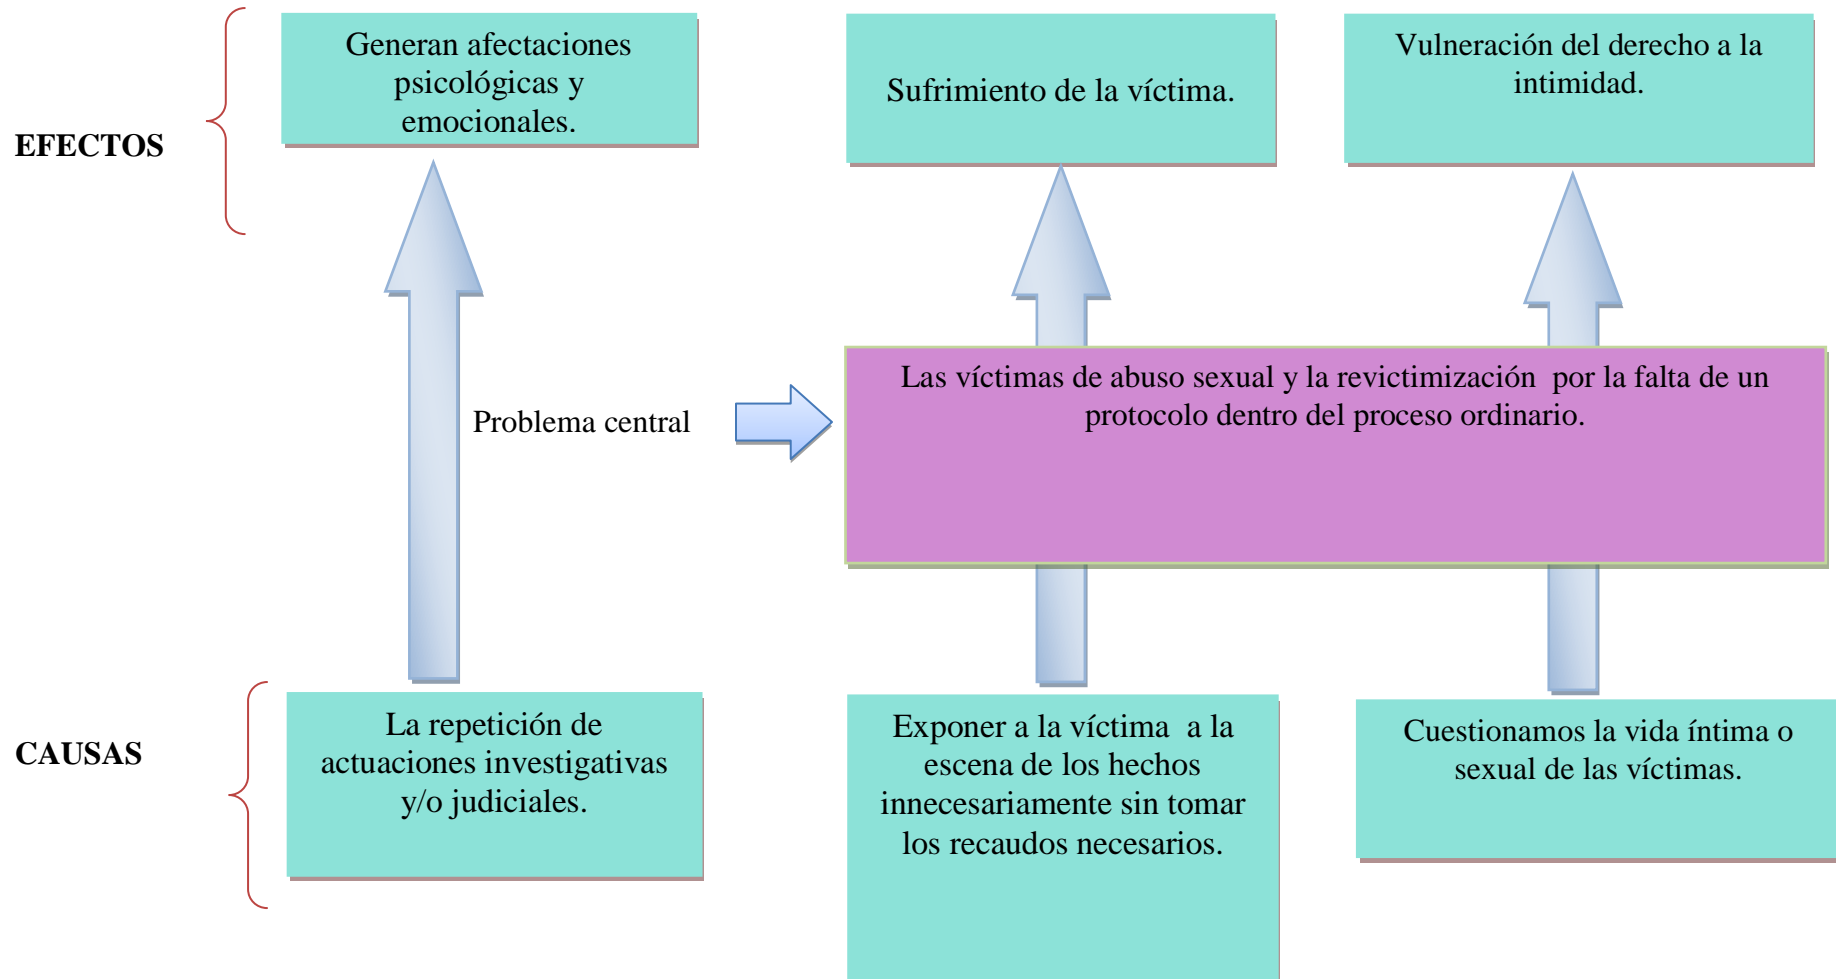 Generan afectaciones
psicológicas y
emocionales.
Sufrimiento de la víctima.
Vulneración del derecho a la
intimidad.
EFECTOS
Las víctimas de abuso sexual y la revictimización  por la falta de un
protocolo dentro del proceso ordinario.
Problema central
CAUSAS
La repetición de
actuaciones investigativas
y/o judiciales.
Exponer a la víctima  a la
escena de los hechos
innecesariamente sin tomar
los recaudos necesarios.
Cuestionamos la vida íntima o
sexual de las víctimas.